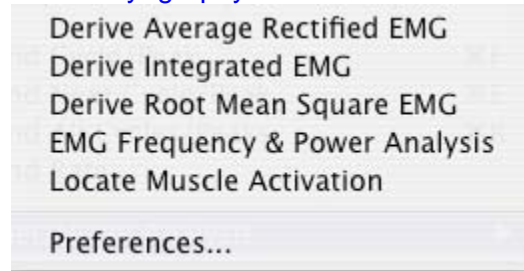 Derive Average Rectified EMG
Derive Integrated EMG
Derive Root Mean Square EMG
EMG Frequency & Power Analysis
Locate Muscle Activation
Preferences...